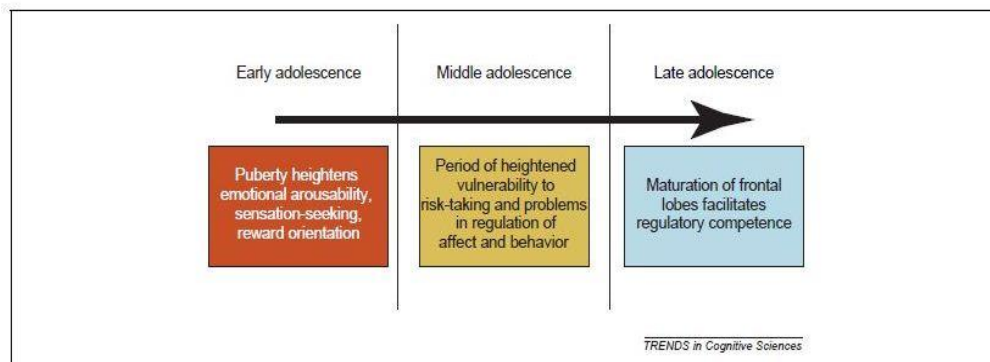 Early adolescence
Middle adolescence
Late adolescence
Puberty heightens
emotional arousability,
sensation-seeking,
reward orientation
Period of heightened
vulnerability to
risk-taking and problems
in regulation of
affect and behavior
Maturation of frontal
lobes facilitates
regulatory competence
TRENDS in Cognitive Sciences